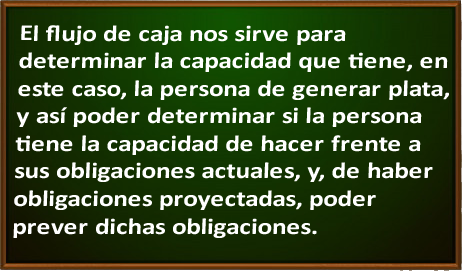 El flujo de caja nos sirve para
determinar la capacidad que tiene, en
este caso, la persona de generar plata,
y así poder determinar si la persona
tiene la capacidad de hacer frente a
sus obligaciones actuales, y, de haber
obligaciones proyectadas, poder
prever dichas obligaciones.